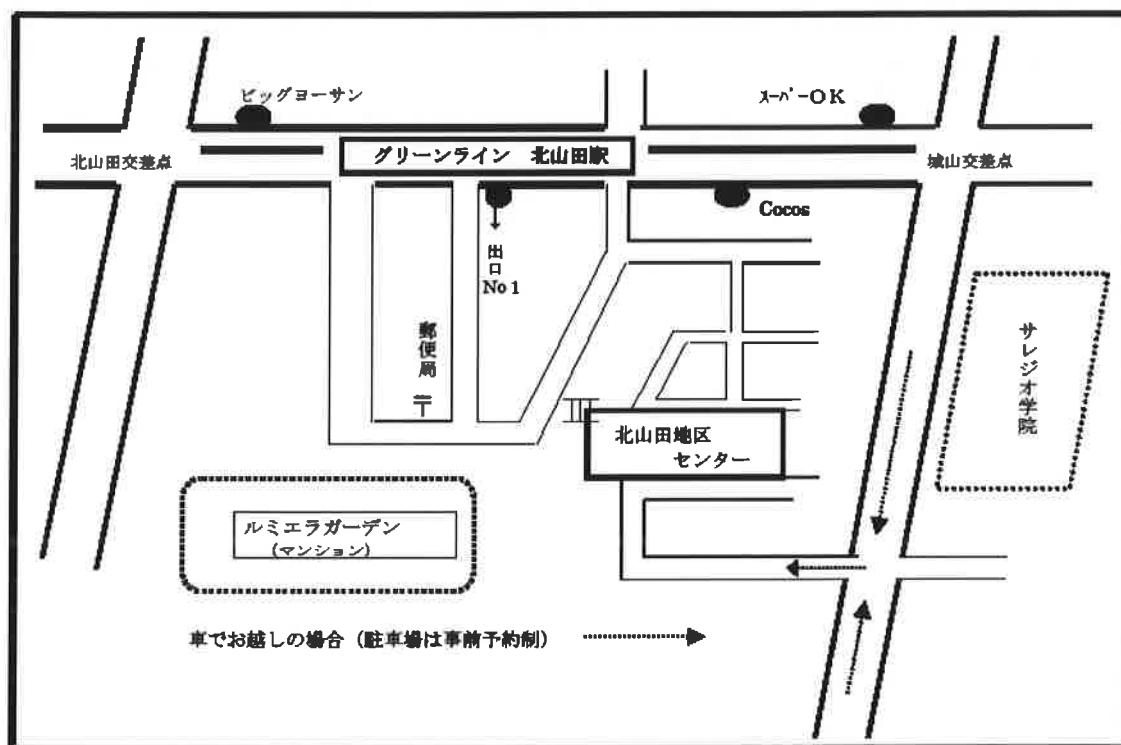 ビッグヨーサン
スーパーOK
北山田交差点
グリーンライン 北山田駅
城山交差点
Cocos
出口
No 1
郵便局
〒
サレジオ学院
北山田地区
センター
ルミエラガーデン
(マンション)
車でお越しの場合(駐車場は事前予約制)